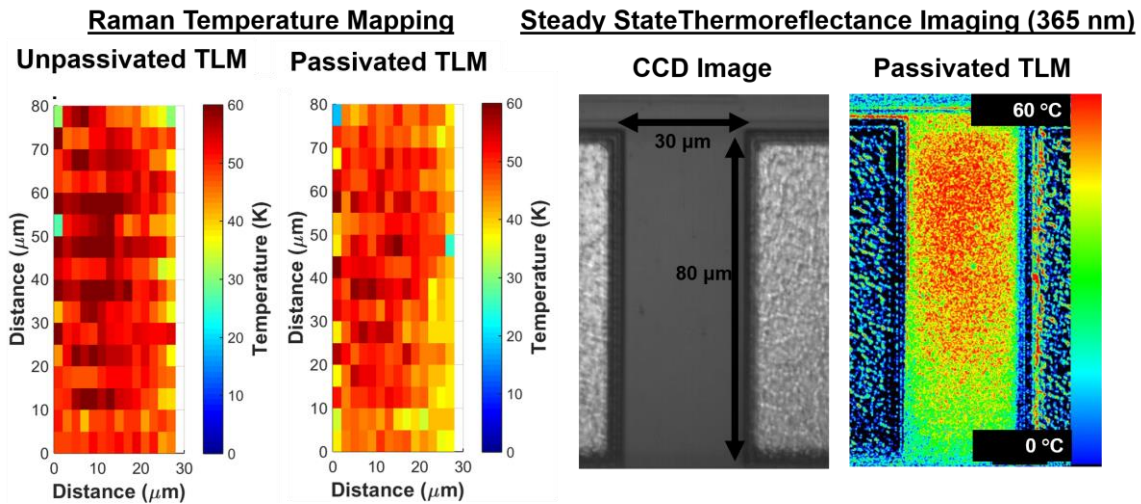 Raman Temperature Mapping
Steady StateThermoreflectance Imaging (365 nm)
Unpassivated TLM
Passivated TLM
CCD Image
Passivated TLM
80
70
60
50
40
30
20
10
0
0 10 20 30
Distance (μm)
Distance (μm)
60
50
40
30
20
10
0
Temperature (K)
80
70
60
50
40
30
20
10
0
0 10 20 30
Distance (μm)
Distance (μm)
60
50
40
30
20
10
0
Temperature (K)
30 μm
80 μm
60 °C
0 °C